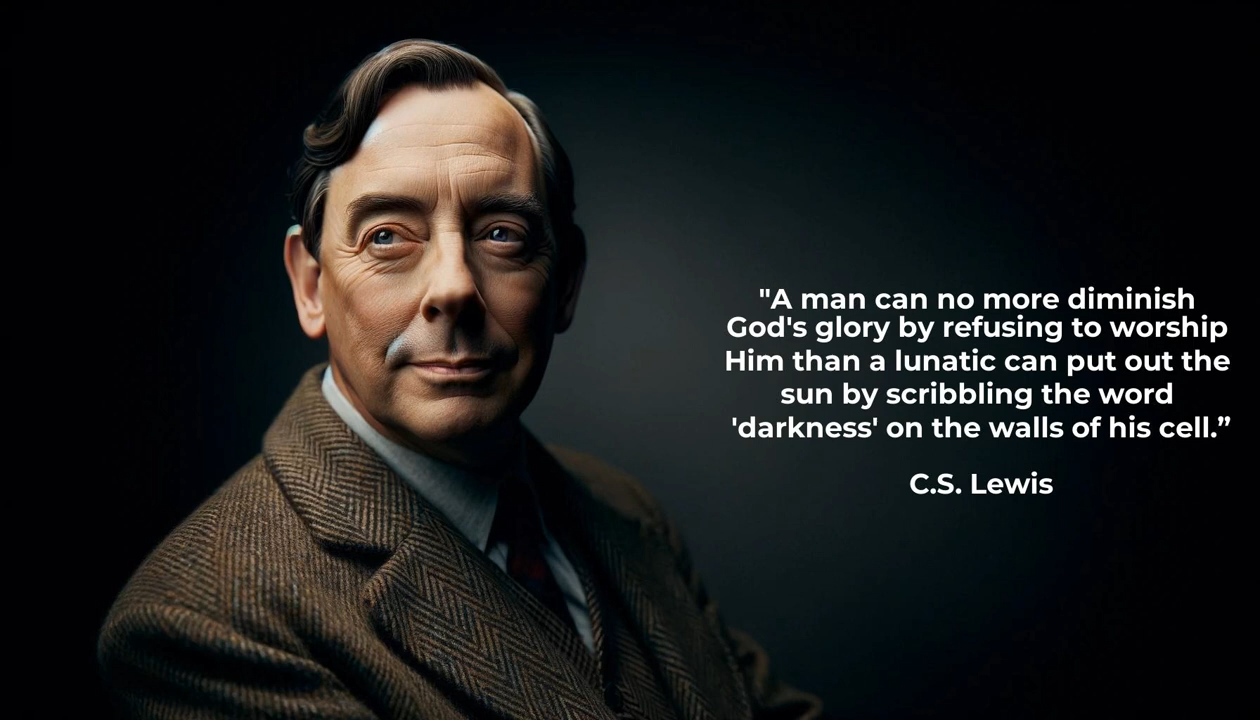 "A man can no more diminish
God's glory by refusing to worship
Him than a lunatic can put out the
sun by scribbling the word
'darkness' on the walls of his cell.”
C.S. Lewis